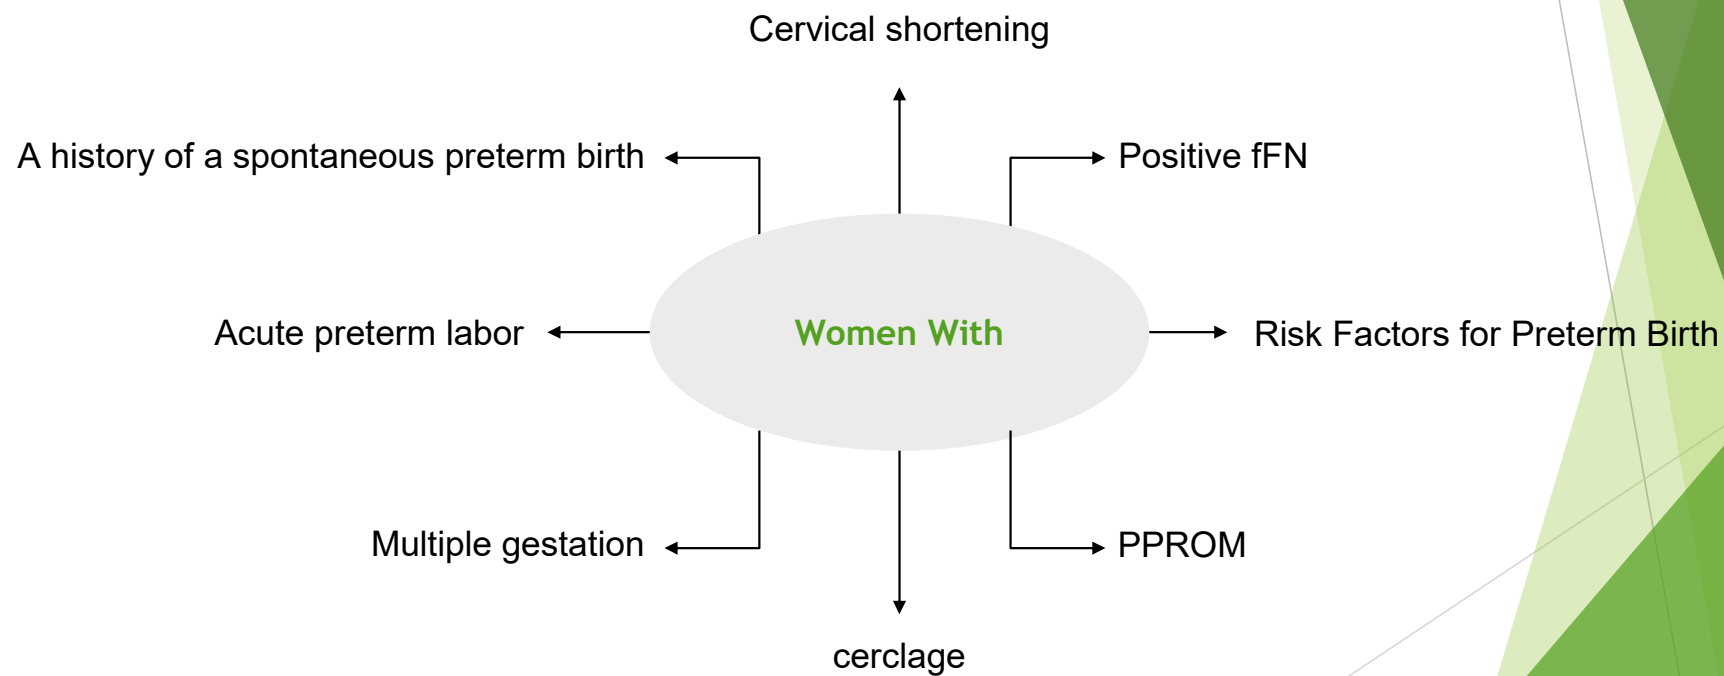 Cervical shortening
A history of a spontaneous preterm birth
Positive fFN
Acute preterm labor
Women With
Risk Factors for Preterm Birth
Multiple gestation
PPROM
cerclage